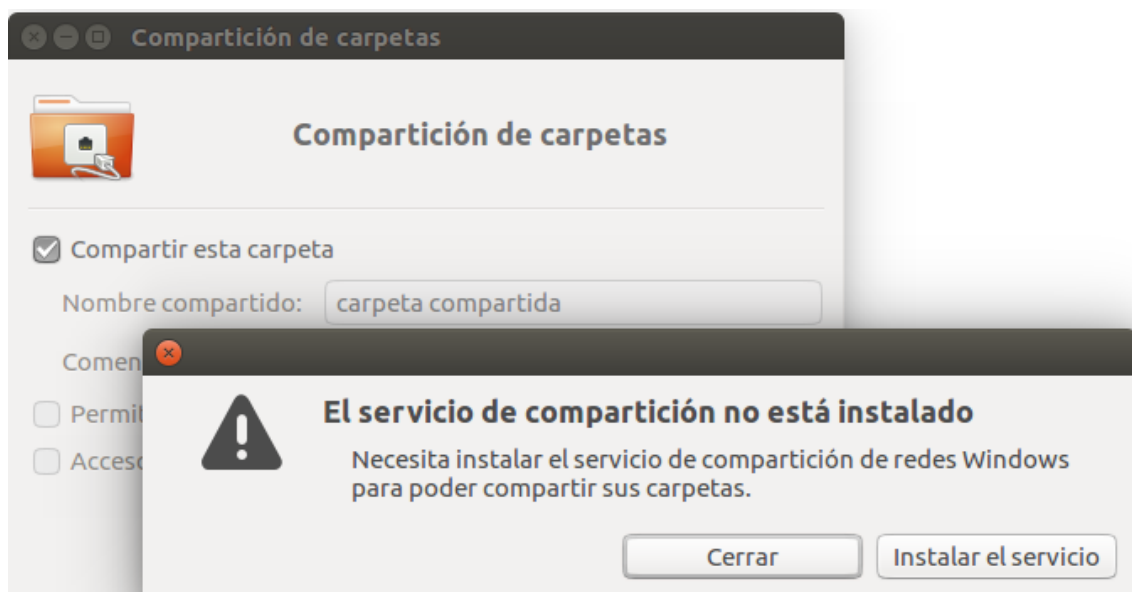 Compartición de carpetas
Compartición de carpetas
Compartir esta carpeta
Nombre compartido: carpeta compartida
El servicio de compartición no está instalado
Necesita instalar el servicio de compartición de redes Windows
para poder compartir sus carpetas.
Cerrar Instalar el servicio